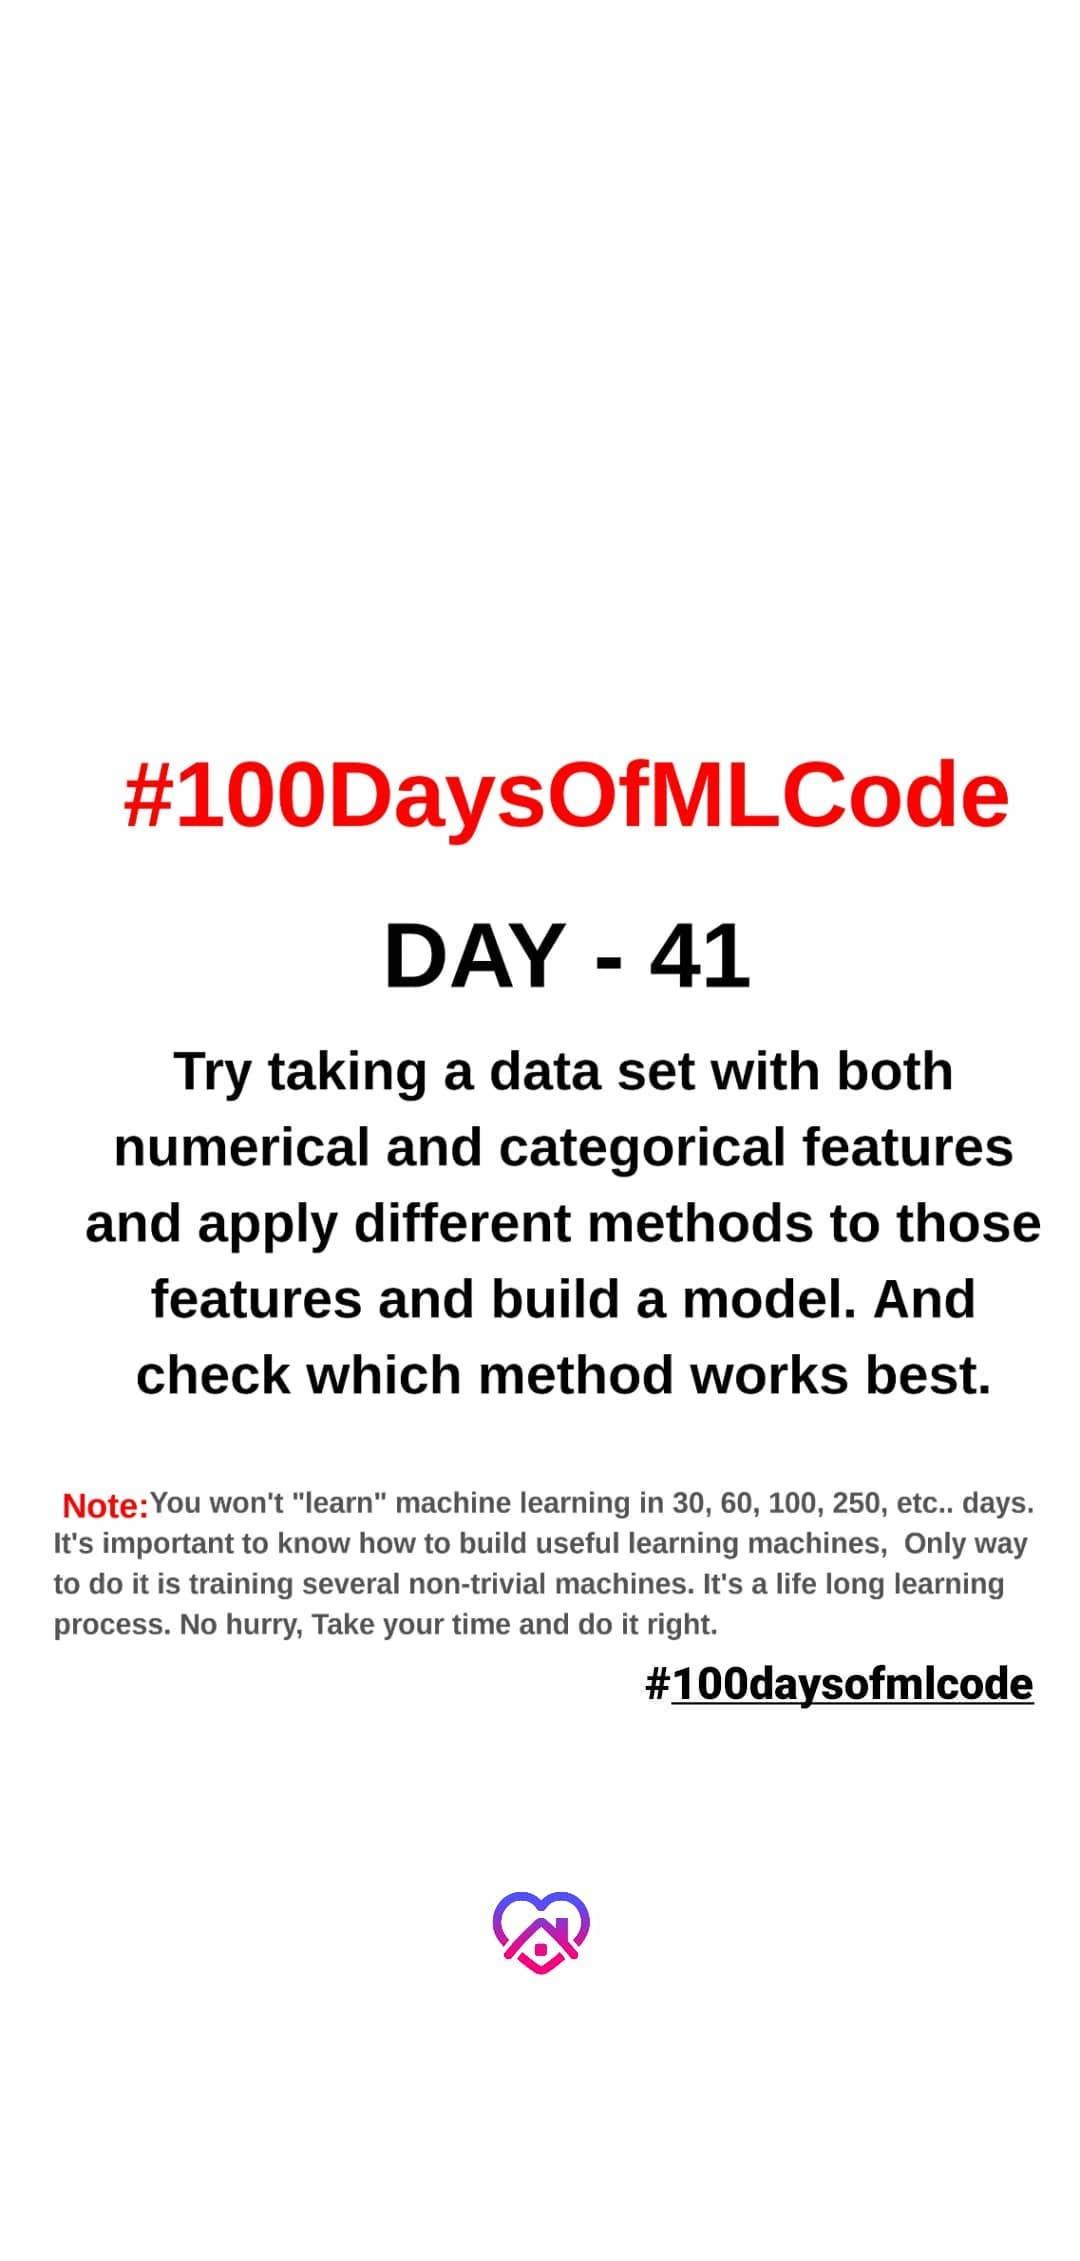 #100DaysOfMLCode
DAY - 41
Try taking a data set with both
numerical and categorical features
and apply different methods to those
features and build a model. And
check which method works best.
Note:You won't "learn" machine learning in 30, 60, 100, 250, etc.. days.
It's important to know how to build useful learning machines,  Only way
to do it is training several non-trivial machines. It's a life long learning
process. No hurry, Take your time and do it right.
#100daysofmlcode